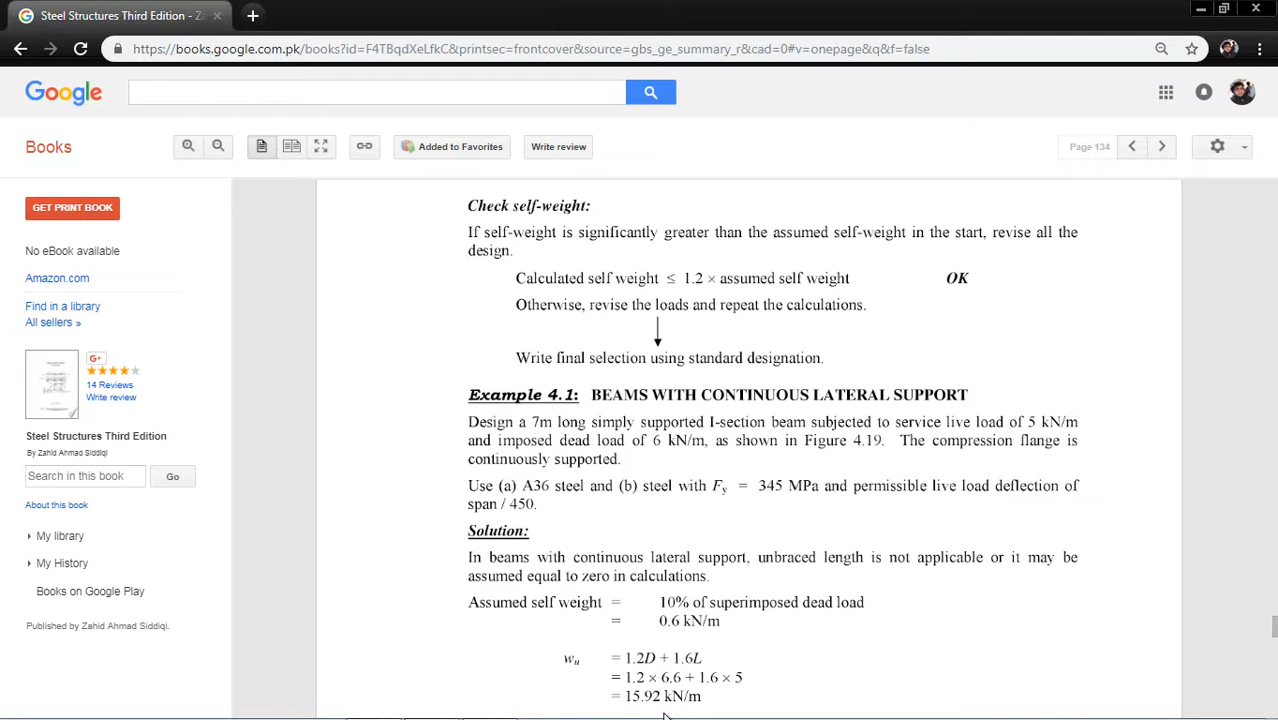 Steel Structures Third Edition - Ze
https://books.google.com.pk/books?id=F4TBqdXeLfkC&printsec=frontcover&source=gbs_ge_summary_r&cad=0#v=onepage&q&f=false
Google
Books
Added to Favorites
Write review
Page 134
GET PRINT BOOK
No eBook available
Amazon.com
Find in a library
All sellers »
G+
14 Reviews
Write review
Steel Structures Third Edition
By Zahid Ahmad Siddiqi
Search in this book
Go
About this book
My library
My History
Books on Google Play
Published by Zahid Ahmad Siddiqi.
Check self-weight:
If self-weight is significantly greater than the assumed self-weight in the start, revise all the
design.
Calculated self weight ≤ 1.2 × assumed self weight OK
Otherwise, revise the loads and repeat the calculations.
Write final selection using standard designation.
Example 4.1: BEAMS WITH CONTINUOUS LATERAL SUPPORT
Design a 7m long simply supported I-section beam subjected to service live load of 5 kN/m
and imposed dead load of 6 kN/m, as shown in Figure 4.19. The compression flange is
continuously supported.
Use (a) A36 steel and (b) steel with Fy = 345 MPa and permissible live load deflection of
span / 450.
Solution:
In beams with continuous lateral support, unbraced length is not applicable or it may be
assumed equal to zero in calculations.
Assumed self weight = 10% of superimposed dead load
= 0.6 kN/m
wu = 1.2D + 1.6L
= 1.2 × 6.6 + 1.6 × 5
= 15.92 kN/m